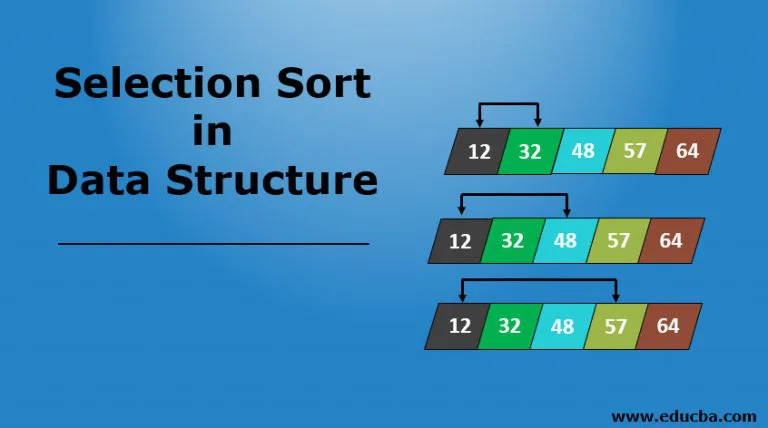 Selection Sort
in
Data Structure
12 32 48 57 64
12 32 48 57 64
12 32 48 57 64
www.educba.com